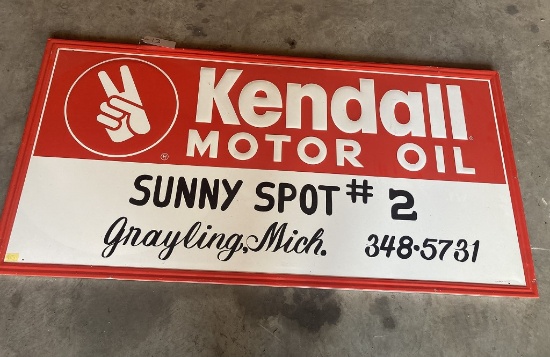 Kendall
MOTOR OIL
SUNNY SPOT # 2
Grayling, Mich. 348•5731